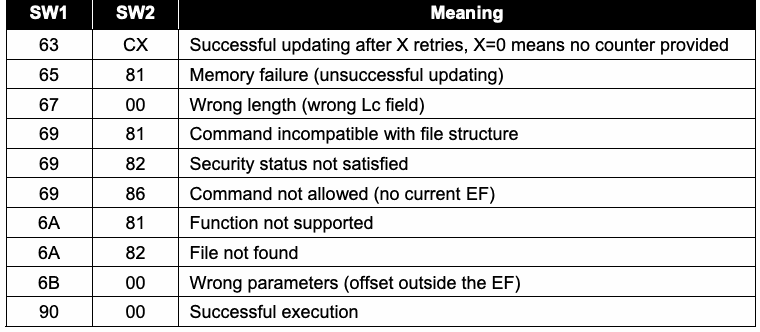 SW1 SW2 Meaning
63 CX Successful updating after X retries, X=0 means no counter provided
65 81 Memory failure (unsuccessful updating)
67 00 Wrong length (wrong Lc field)
69 81 Command incompatible with file structure
69 82 Security status not satisfied
69 86 Command not allowed (no current EF)
6A 81 Function not supported
6A 82 File not found
6B 00 Wrong parameters (offset outside the EF)
90 00 Successful execution